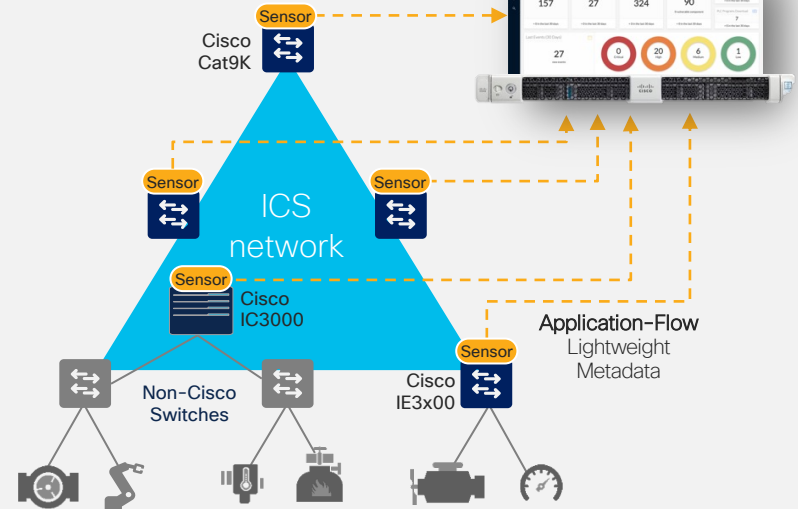 Sensor
Cisco
Cat9K
157
27
324
90
7
27
0
20
6
1
Sensor
Sensor
ICS
network
Sensor
Cisco
IC3000
Application-Flow
Lightweight
Metadata
Sensor
Cisco
IE3x00
Non-Cisco
Switches